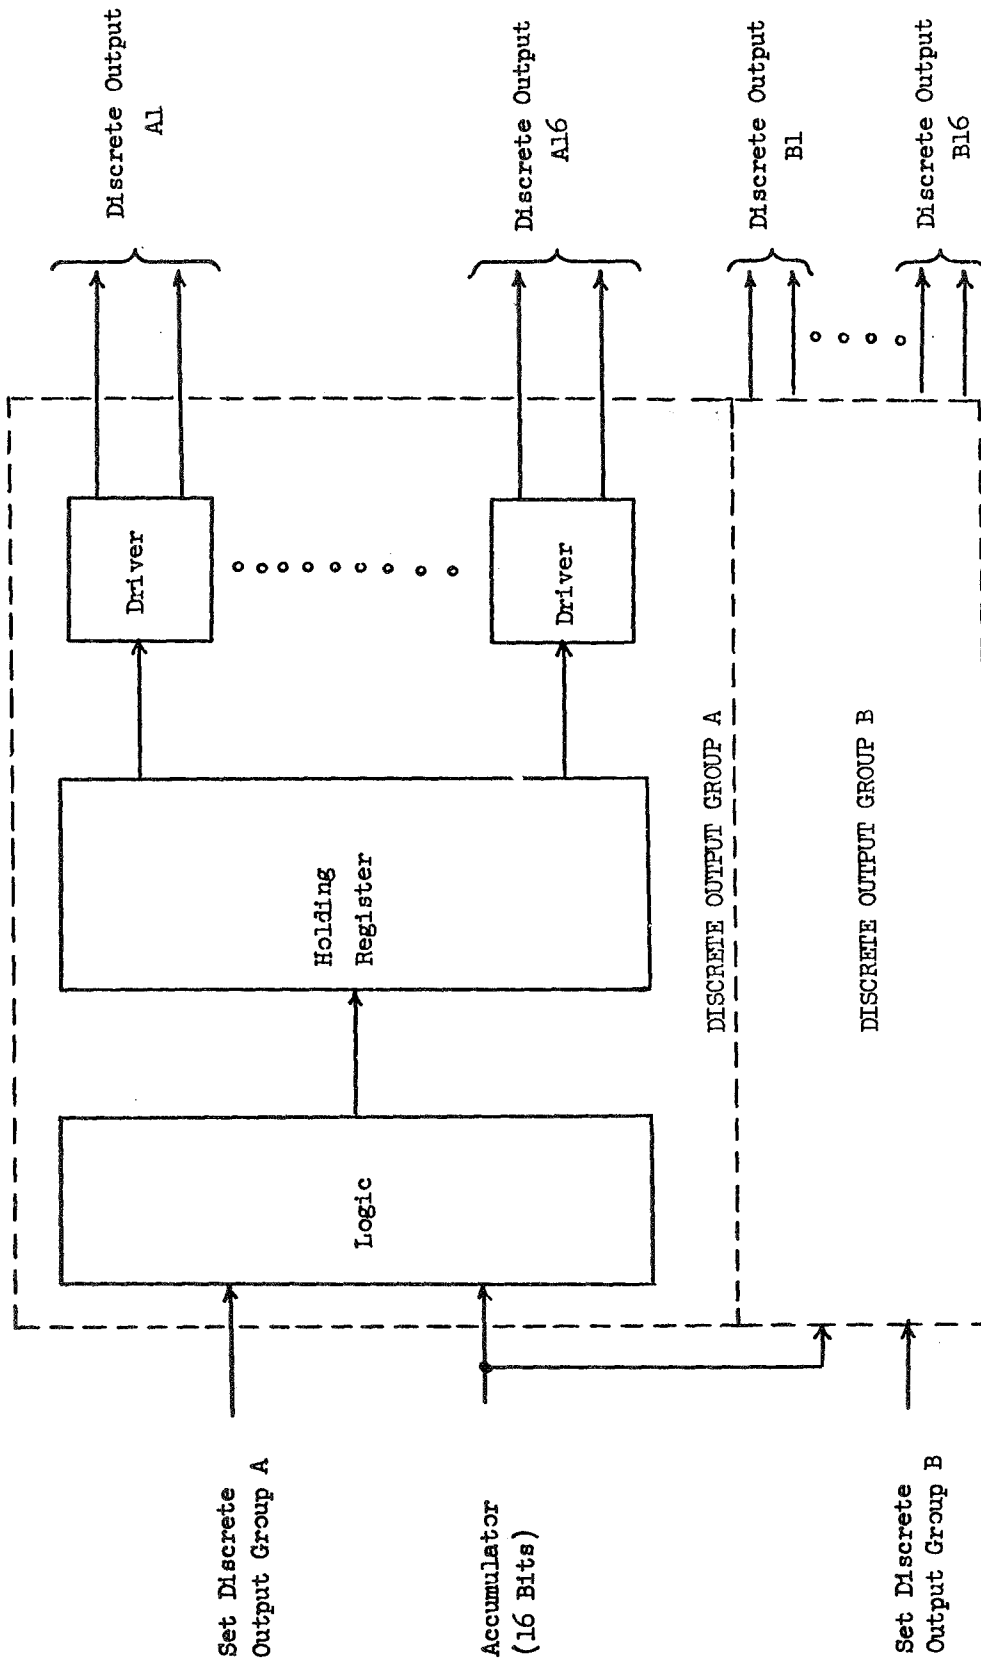 Set Discrete
Output Group A
Accumulator
(16 Bits)
Set Discrete
Output Group B
Logic
Holding
Register
Driver
Driver
DISCRETE OUTPUT GROUP A
DISCRETE OUTPUT GROUP B
Discrete Output
A1
Discrete Output
A16
Discrete Output
B1
Discrete Output
B16